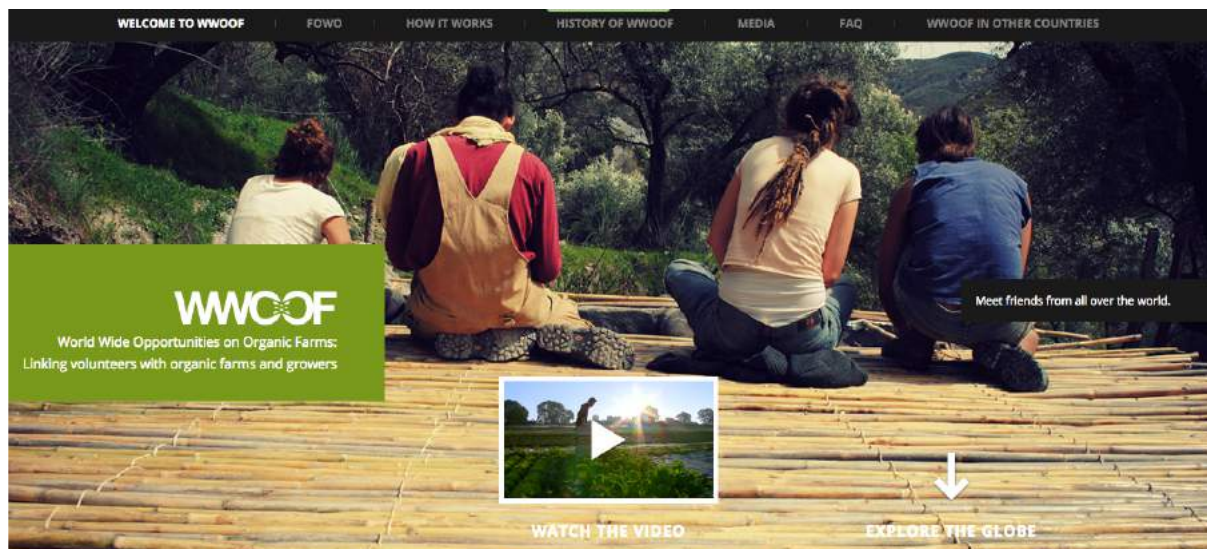 WELCOME TO WWOOF FOWO HOW IT WORKS HISTORY OF WWOOF MEDIA FAQ WWOOF IN OTHER COUNTRIES
WWOOF
World Wide Opportunities on Organic Farms:
Linking volunteers with organic farms and growers
Meet friends from all over the world.
WATCH THE VIDEO
EXPLORE THE GLOBE